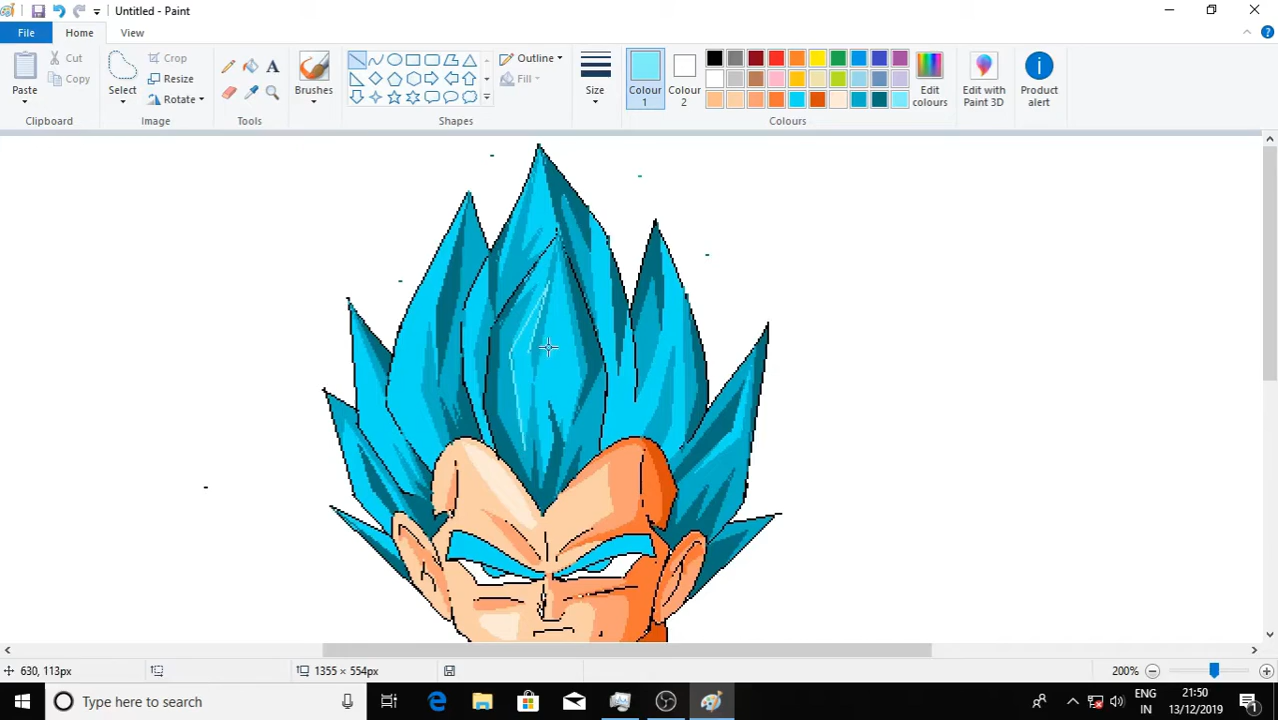 Untitled - Paint
File
Home
View
Paste
Cut
Copy
Clipboard
Select
Crop
Resize
Rotate
Image
A
Tools
Brushes
Shapes
Outline
Fill
Size
Colour 1
Colour 2
Edit colours
Edit with Paint 3D
Product alert
Colours
630, 113px
1355 × 554px
200%
Type here to search
ENG
IN
21:50
13/12/2019
1